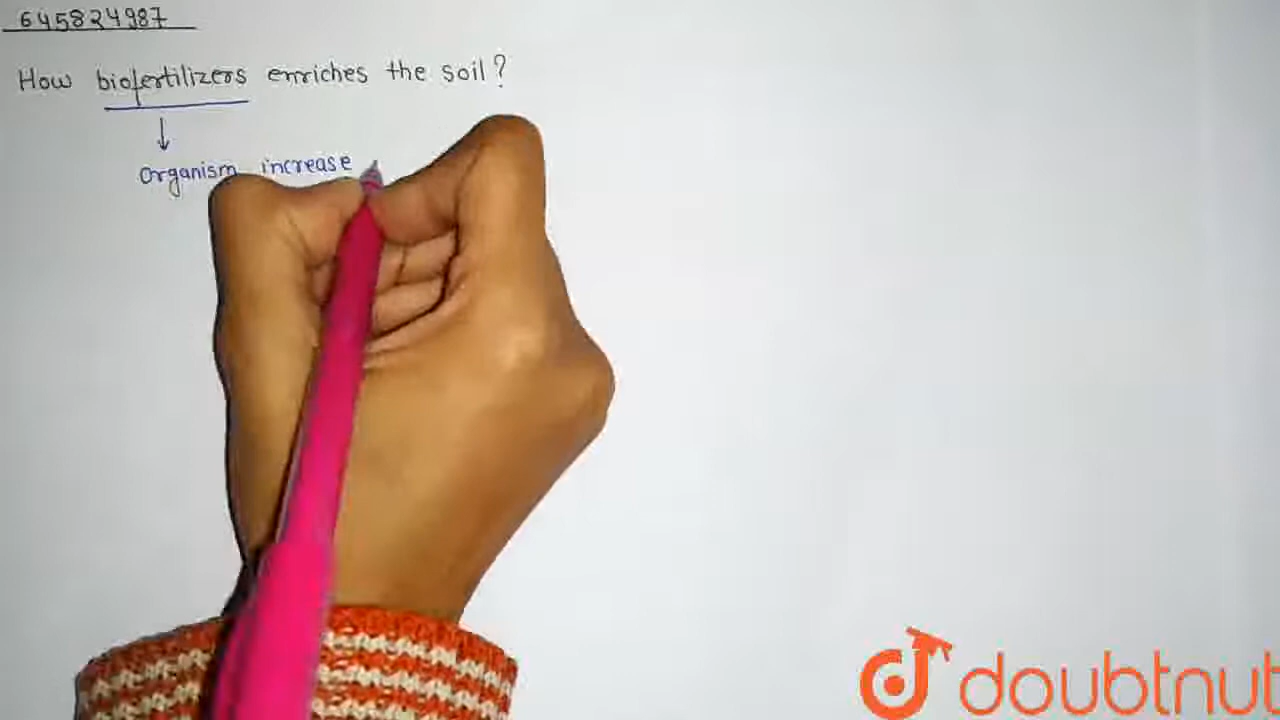 645824987
How biofertilizers enriches the soil?
Organism increase
doubtnut